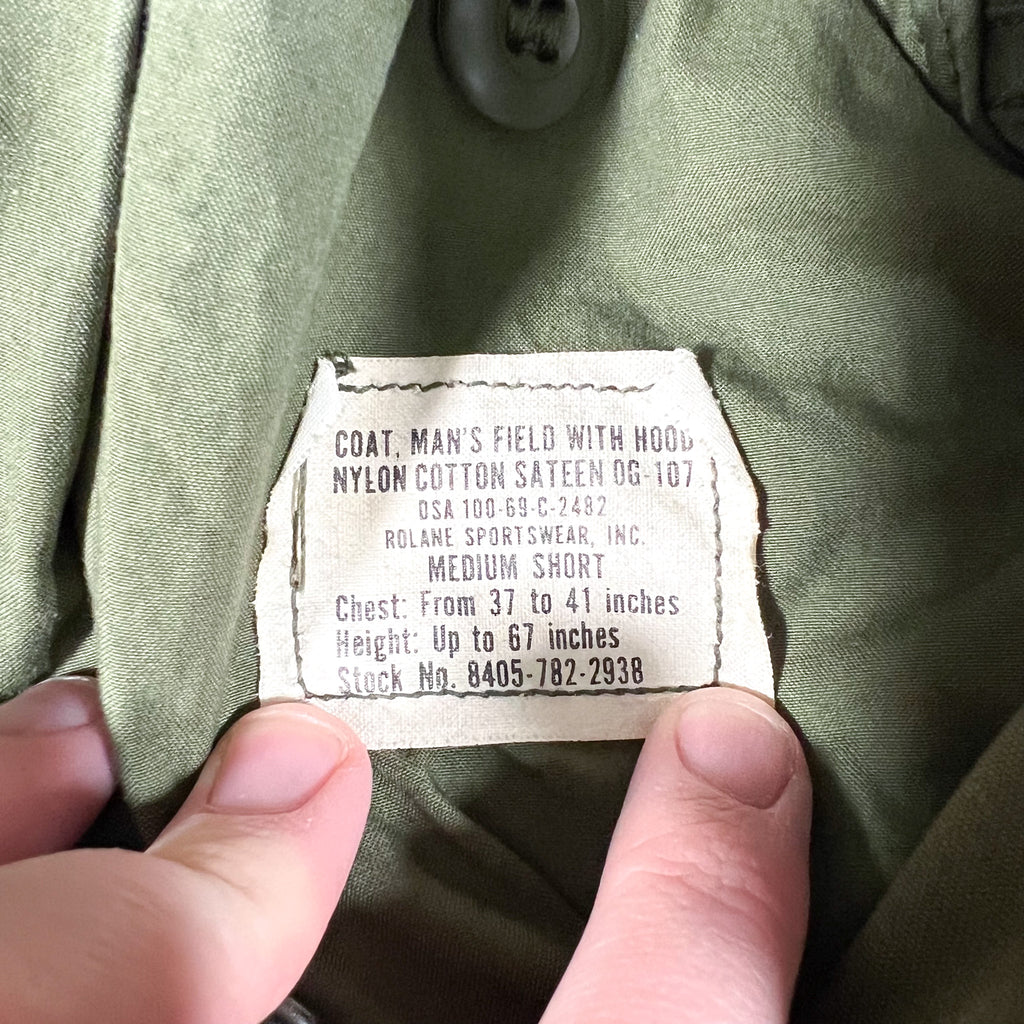 COAT, MAN'S FIELD WITH HOOD
NYLON COTTON SATEEN OG-107
DSA 100-69-C-2482
ROLANE SPORTSWEAR, INC.
MEDIUM SHORT
Chest: From 37 to 41 inches
Height: Up to 67 inches
Stock No. 8405-782-2938